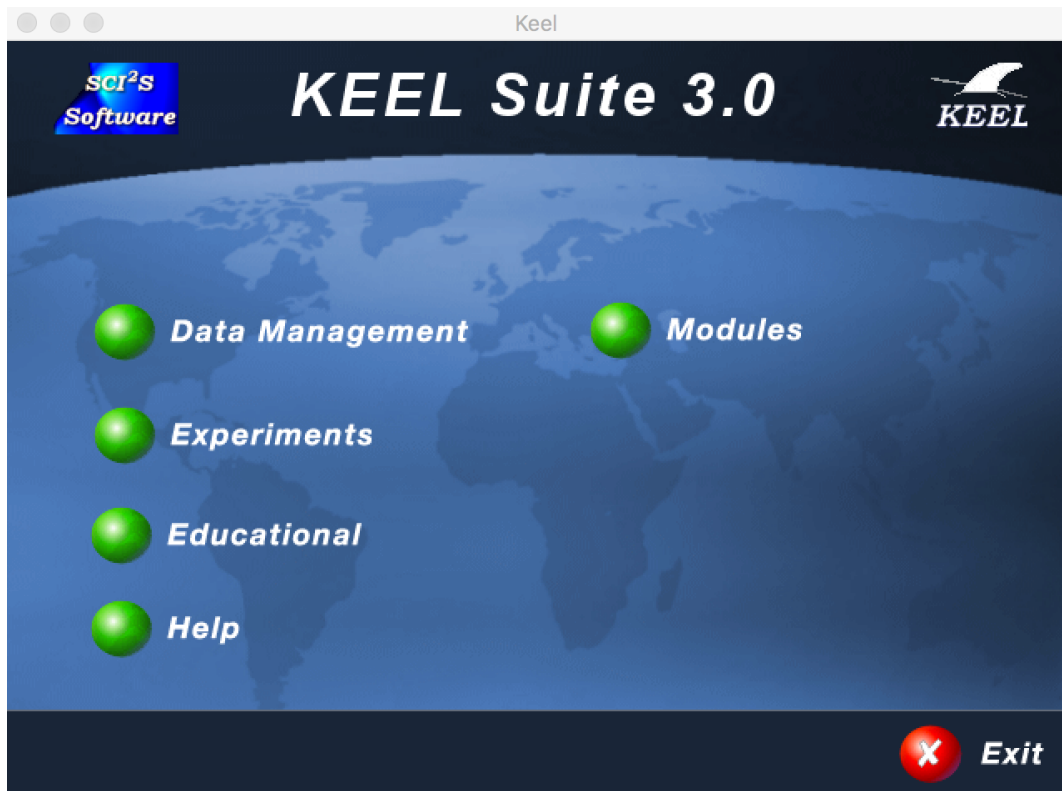 Keel
SCI²S
Software
KEEL Suite 3.0
KEEL
Data Management
Modules
Experiments
Educational
Help
X
Exit